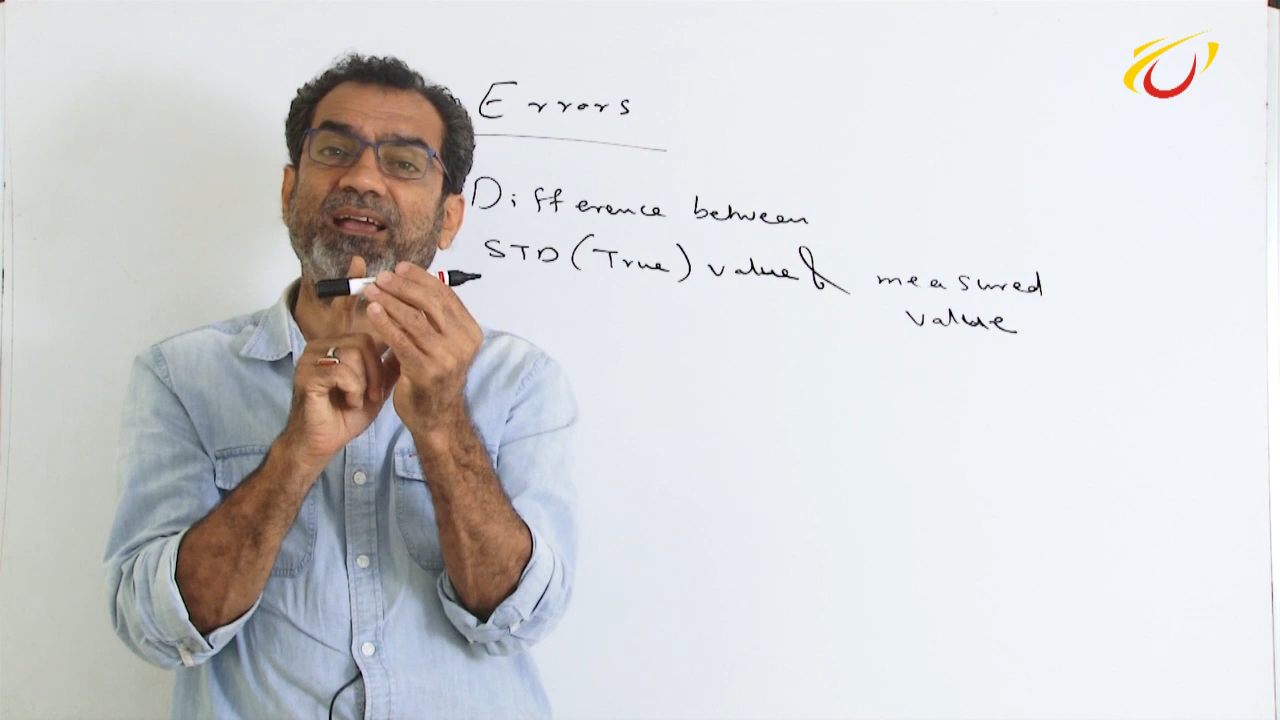 Errors
Difference between
STD (True) value & measured
value